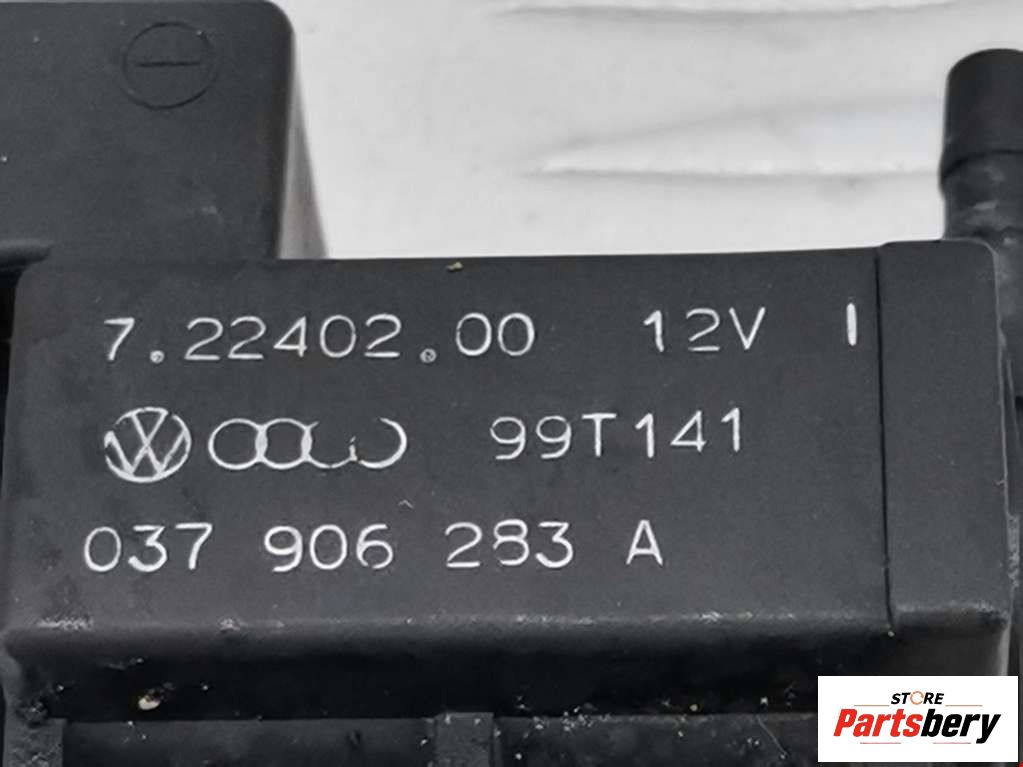 7.22402.00 12V I
99T141
037 906 283 A
STORE
Partsbery